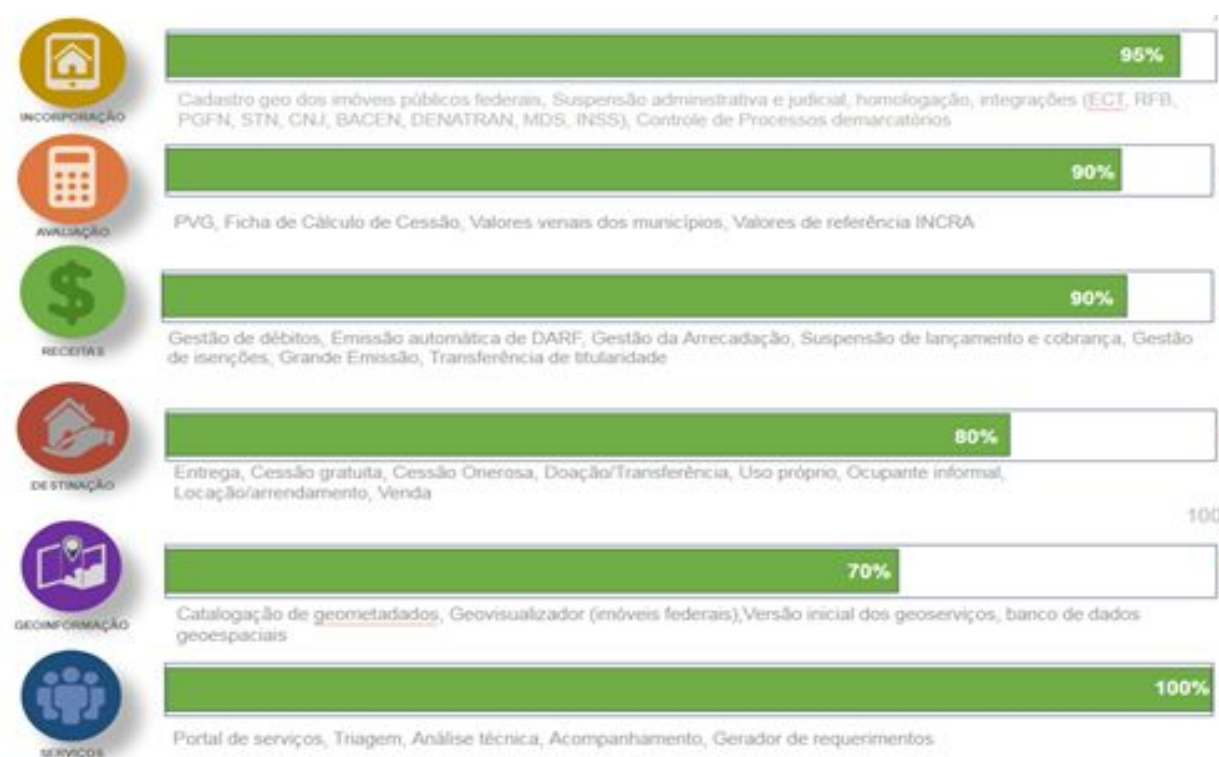 95%
INCORPORAÇÃO
Cadastro geo dos imóveis públicos federais, Suspensão administrativa e judicial, homologação, integrações (ECT, RFB,
PGFN, STN, CNJ, BACEN, DENATRAN, MDS, INSS), Controle de Processos demarcatórios
90%
AVALIAÇÃO
PVG, Ficha de Cálculo de Cessão, Valores venais dos municípios, Valores de referência INCRA
90%
RECEITAS
Gestão de débitos, Emissão automática de DARF, Gestão da Arrecadação, Suspensão de lançamento e cobrança, Gestão
de isenções, Grande Emissão, Transferência de titularidade
80%
DESTINAÇÃO
Entrega, Cessão gratuita, Cessão Onerosa, Doação/Transferência, Uso próprio, Ocupante informal,
Locação/arrendamento, Venda
100
70%
GEOINFORMAÇÃO
Catalogação de geometadados, Geovisualizador (imóveis federais),Versão inicial dos geoserviços, banco de dados
geoespaciais
100%
SERVIÇOS
Portal de serviços, Triagem, Análise técnica, Acompanhamento, Gerador de requerimentos